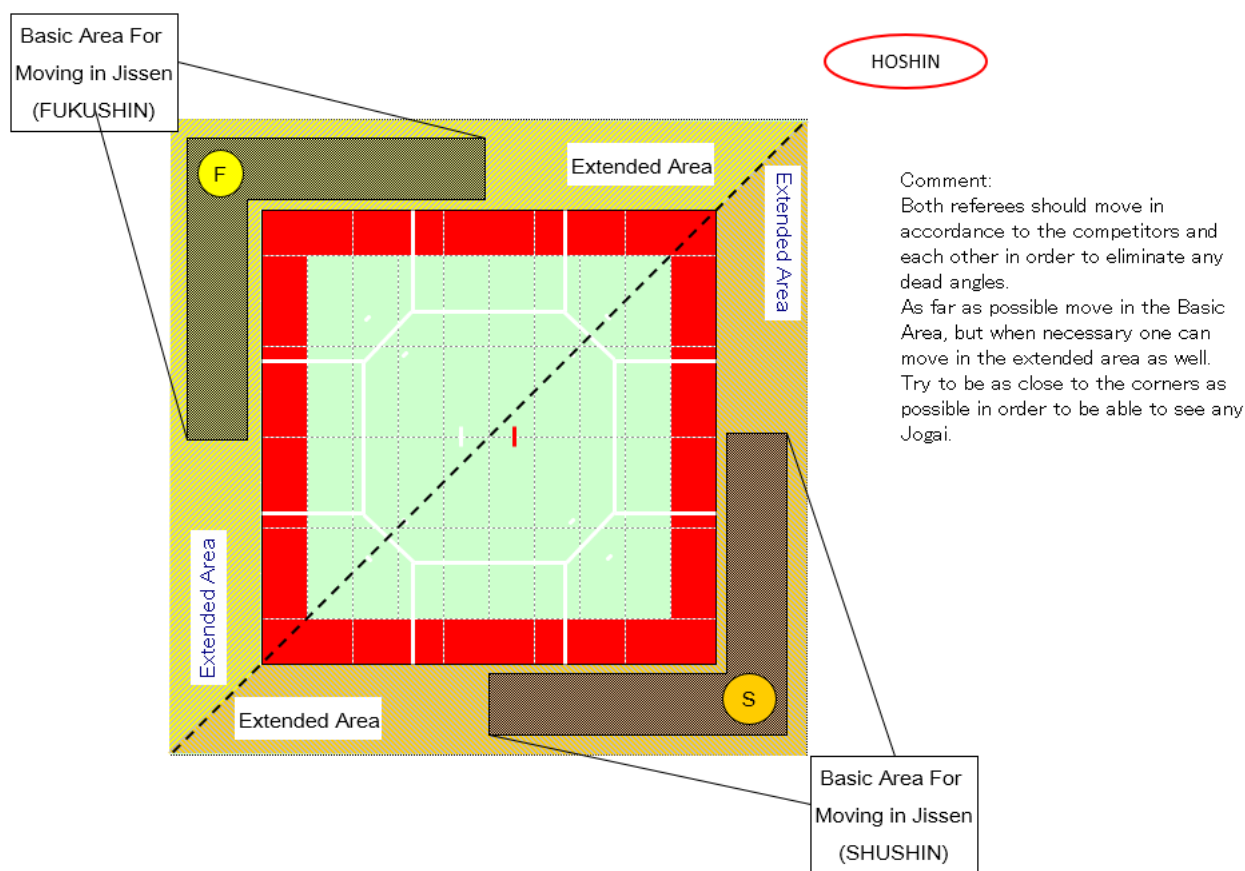 Basic Area For
Moving in Jissen
(FUKUSHIN)
HOSHIN
F
Extended Area
Extended Area
Comment:
Both referees should move in
accordance to the competitors and
each other in order to eliminate any
dead angles.
As far as possible move in the Basic
Area, but when necessary one can
move in the extended area as well.
Try to be as close to the corners as
possible in order to be able to see any
Jogai.
Extended Area
Extended Area
S
Basic Area For
Moving in Jissen
(SHUSHIN)